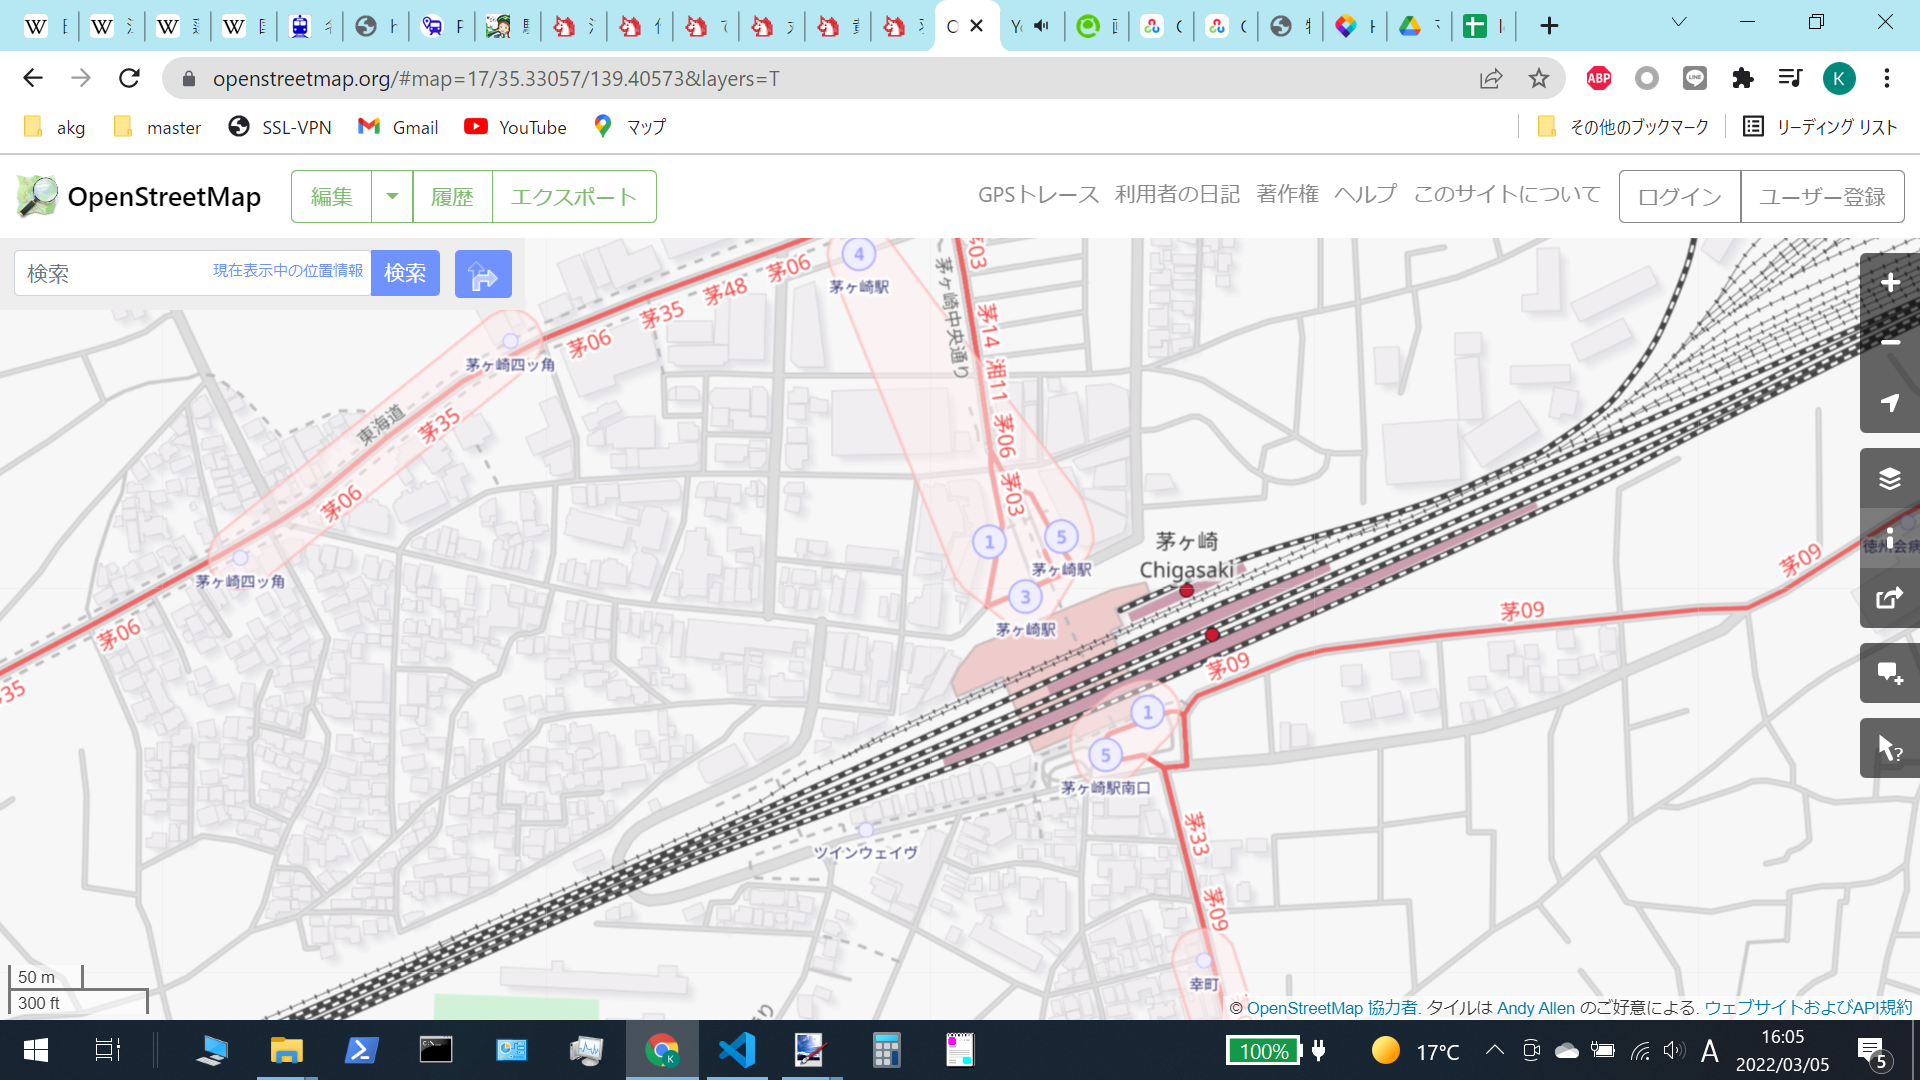 openstreetmap.org/#map=17/35.33057/139.40573&layers=T
ABP
LINE
K
akg
master
SSL-VPN
Gmail
YouTube
マップ
その他のブックマーク
リーディング リスト
OpenStreetMap
編集
履歴
エクスポート
GPSトレース 利用者の日記 著作権 ヘルプ このサイトについて
ログイン
ユーザー登録
検索
現在表示中の位置情報
検索
4
茅ヶ崎駅
茅06
茅48
茅35
茅06
茅ヶ崎四ッ角
東海道
茅35
茅06
茅ヶ崎四ッ角
茅06
35
茅ヶ崎中央通り
茅14
湘11
茅06
茅03
1
5
茅ヶ崎駅
3
茅ヶ崎駅
茅ヶ崎
Chigasaki
茅09
茅09
茅09
1
5
茅ヶ崎駅南口
茅33
茅09
幸町
ツインウェイヴ
50 m
300 ft
© OpenStreetMap 協力者. タイルは Andy Allen のご好意による. ウェブサイトおよびAPI規約
100%
17°C
A
16:05
2022/03/05
5